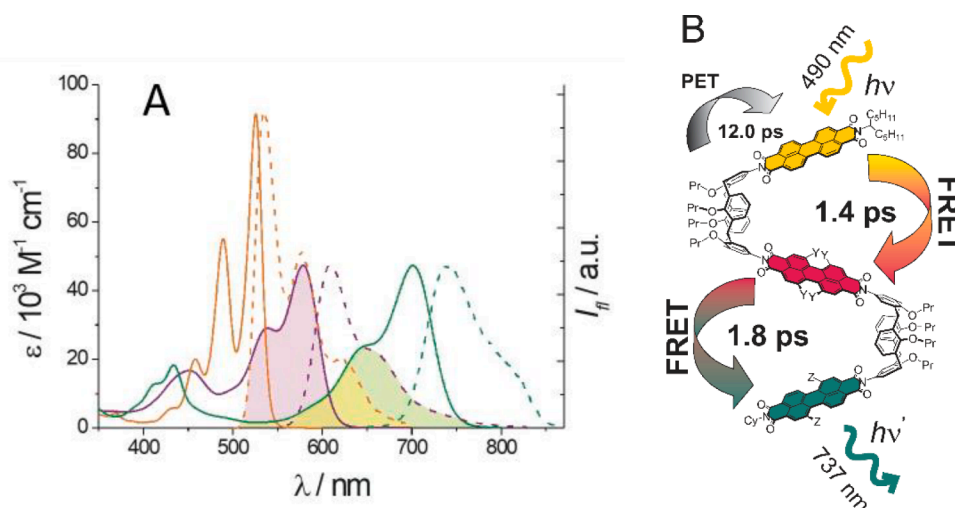 A
ε / 10³ M⁻¹ cm⁻¹
100
80
60
40
20
0
400
500
600
700
800
λ / nm
I_fl / a.u.
B
490 nm
hν
PET
12.0 ps
C₅H₁₁
C₅H₁₁
O
O
N
N
O
O
FRET
1.4 ps
PrO
Pr-O
Pr-O
PrO
O
Y Y
O
N
N
O
Y Y
O
FRET
1.8 ps
O-Pr
O-Pr
O-Pr
O-Pr
O
Z
O
N
N
Cy
O
Z
O
hν'
737 nm